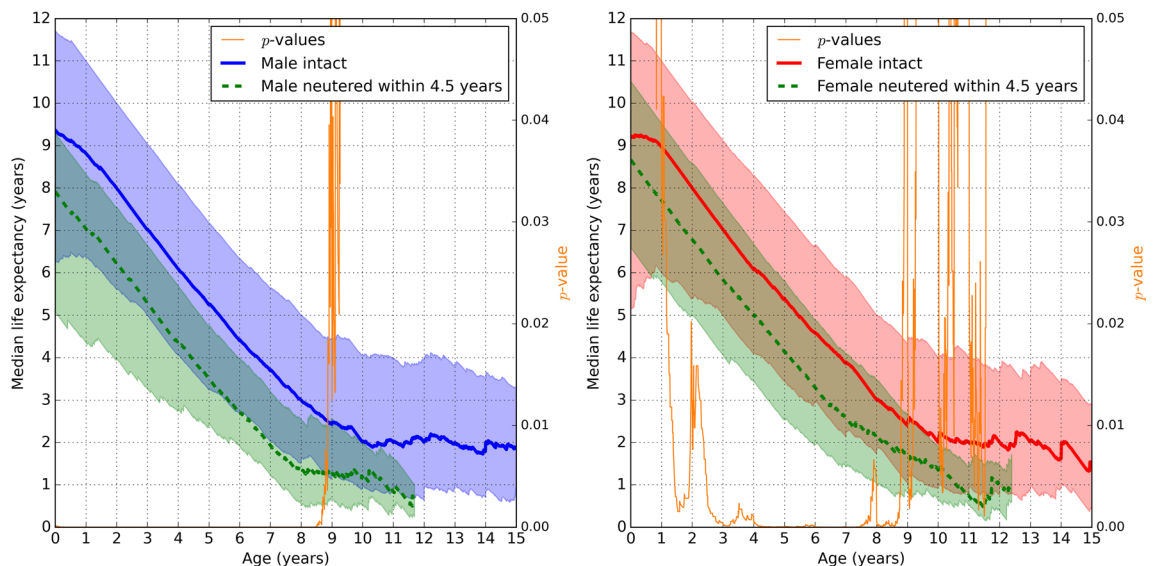 12
11
10
9
8
7
6
5
4
3
2
1
0
Median life expectancy (years)
0 1 2 3 4 5 6 7 8 9 10 11 12 13 14 15
Age (years)
0.05
0.04
0.03
0.02
0.01
0.00
p-value
p-values
Male intact
Male neutered within 4.5 years
12
11
10
9
8
7
6
5
4
3
2
1
0
Median life expectancy (years)
0 1 2 3 4 5 6 7 8 9 10 11 12 13 14 15
Age (years)
0.05
0.04
0.03
0.02
0.01
0.00
p-value
p-values
Female intact
Female neutered within 4.5 years